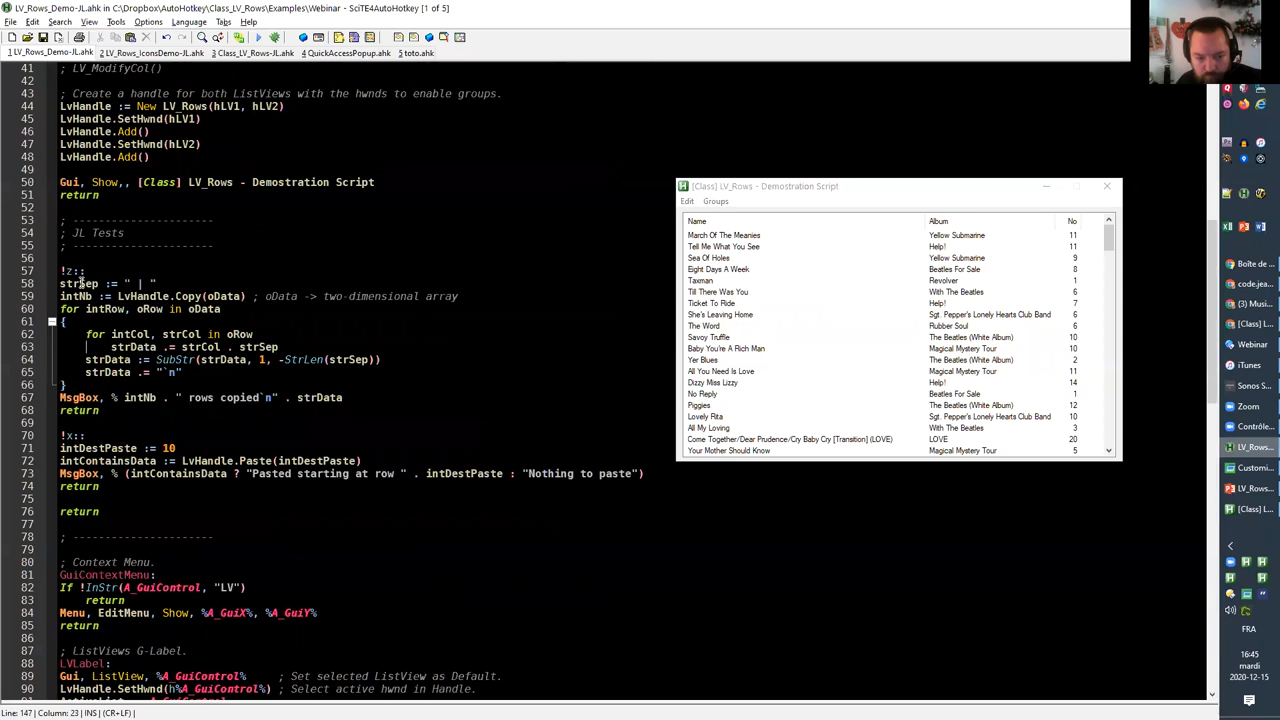 LV_Rows_Demo-JL.ahk in C:\Dropbox\AutoHotkey\Class_LV_Rows\Examples\Webinar - SciTE4AutoHotkey [1 of 5]
File Edit Search View Tools Options Language Tabs Help
1 LV_Rows_Demo-JL.ahk 2 LV_Rows_IconsDemo-JL.ahk 3 Class_LV_Rows-JL.ahk 4 QuickAccessPopup.ahk 5 toto.ahk
41 ; LV_ModifyCol()
42
43 ; Create a handle for both ListViews with the hwnds to enable groups.
44 LvHandle := New LV_Rows(hLV1, hLV2)
45 LvHandle.SetHwnd(hLV1)
46 LvHandle.Add()
47 LvHandle.SetHwnd(hLV2)
48 LvHandle.Add()
49
50 Gui, Show,, [Class] LV_Rows - Demostration Script
51 return
52
53 ; ----------------------
54 ; JL Tests
55 ; ----------------------
56
57 !z::
58 strSep := " | "
59 intNb := LvHandle.Copy(oData) ; oData -> two-dimensional array
60 for intRow, oRow in oData
61 {
62 for intCol, strCol in oRow
63 strData .= strCol . strSep
64 strData := SubStr(strData, 1, -StrLen(strSep))
65 strData .= "`n"
66 }
67 MsgBox, % intNb . " rows copied`n" . strData
68 return
69
70 !x::
71 intDestPaste := 10
72 intContainsData := LvHandle.Paste(intDestPaste)
73 MsgBox, % (intContainsData ? "Pasted starting at row " . intDestPaste : "Nothing to paste")
74 return
75
76 return
77
78 ; ----------------------
79
80 ; Context Menu.
81 GuiContextMenu:
82 If !InStr(A_GuiControl, "LV")
83 return
84 Menu, EditMenu, Show, %A_GuiX%, %A_GuiY%
85 return
86
87 ; ListViews G-Label.
88 LVLabel:
89 Gui, ListView, %A_GuiControl% ; Set selected ListView as Default.
90 LvHandle.SetHwnd(h%A_GuiControl%) ; Select active hwnd in Handle.
Line: 147 | Column: 23 | INS | (CR+LF) |
[Class] LV_Rows - Demostration Script
Edit Groups
Name Album No
March Of The Meanies Yellow Submarine 11
Tell Me What You See Help! 11
Sea Of Holes Yellow Submarine 9
Eight Days A Week Beatles For Sale 8
Taxman Revolver 1
Till There Was You With The Beatles 6
Ticket To Ride Help! 7
She's Leaving Home Sgt. Pepper's Lonely Hearts Club Band 6
The Word Rubber Soul 6
Savoy Truffle The Beatles (White Album) 10
Baby You're A Rich Man Magical Mystery Tour 10
Yer Blues The Beatles (White Album) 2
All You Need Is Love Magical Mystery Tour 11
Dizzy Miss Lizzy Help! 14
No Reply Beatles For Sale 1
Piggies The Beatles (White Album) 12
Lovely Rita Sgt. Pepper's Lonely Hearts Club Band 10
All My Loving With The Beatles 3
Come Together/Dear Prudence/Cry Baby Cry [Transition] (LOVE) LOVE 20
Your Mother Should Know Magical Mystery Tour 5
Boîte de
code.jea
(3) Musi
[Class] L
Webinar
iTunes
Sonos S
Zoom
Contrôle
LV_Rows
Customi
LV_Rows
[Class] L
FRA
16:45
mardi
2020-12-15